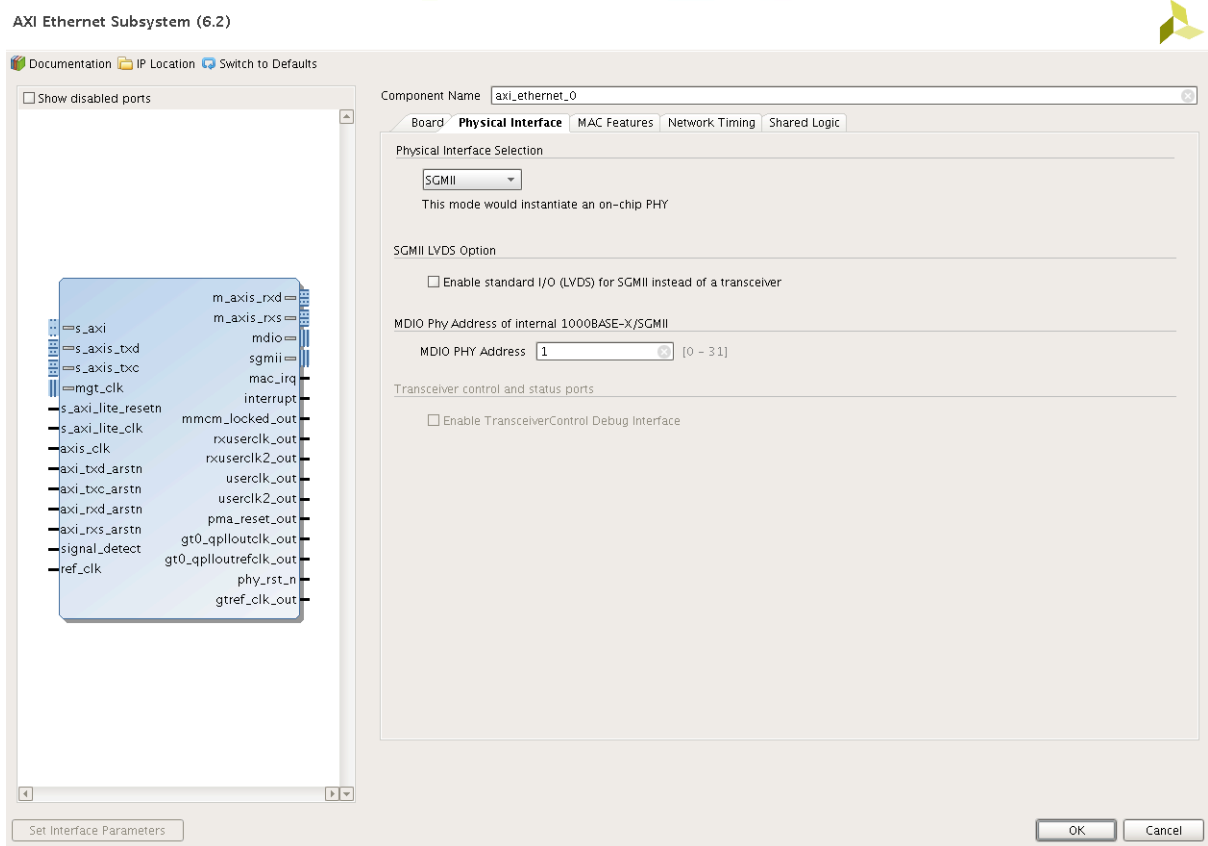 AXI Ethernet Subsystem (6.2)
Documentation IP Location Switch to Defaults
Show disabled ports
Component Name axi_ethernet_0
Board Physical Interface MAC Features Network Timing Shared Logic
Physical Interface Selection
SGMII
This mode would instantiate an on-chip PHY
SGMII LVDS Option
Enable standard I/O (LVDS) for SGMII instead of a transceiver
MDIO Phy Address of internal 1000BASE-X/SGMII
MDIO PHY Address 1 [0 - 31]
Transceiver control and status ports
Enable TransceiverControl Debug Interface
s_axi
s_axis_txd
s_axis_txc
mgt_clk
s_axi_lite_resetn
s_axi_lite_clk
axis_clk
axi_txd_arstn
axi_txc_arstn
axi_rxd_arstn
axi_rxs_arstn
signal_detect
ref_clk
m_axis_rxd
m_axis_rxs
mdio
sgmii
mac_irq
interrupt
mmcm_locked_out
rxuserclk_out
rxuserclk2_out
userclk_out
userclk2_out
pma_reset_out
gt0_qplloutclk_out
gt0_qplloutrefclk_out
phy_rst_n
gtref_clk_out
Set Interface Parameters
OK Cancel